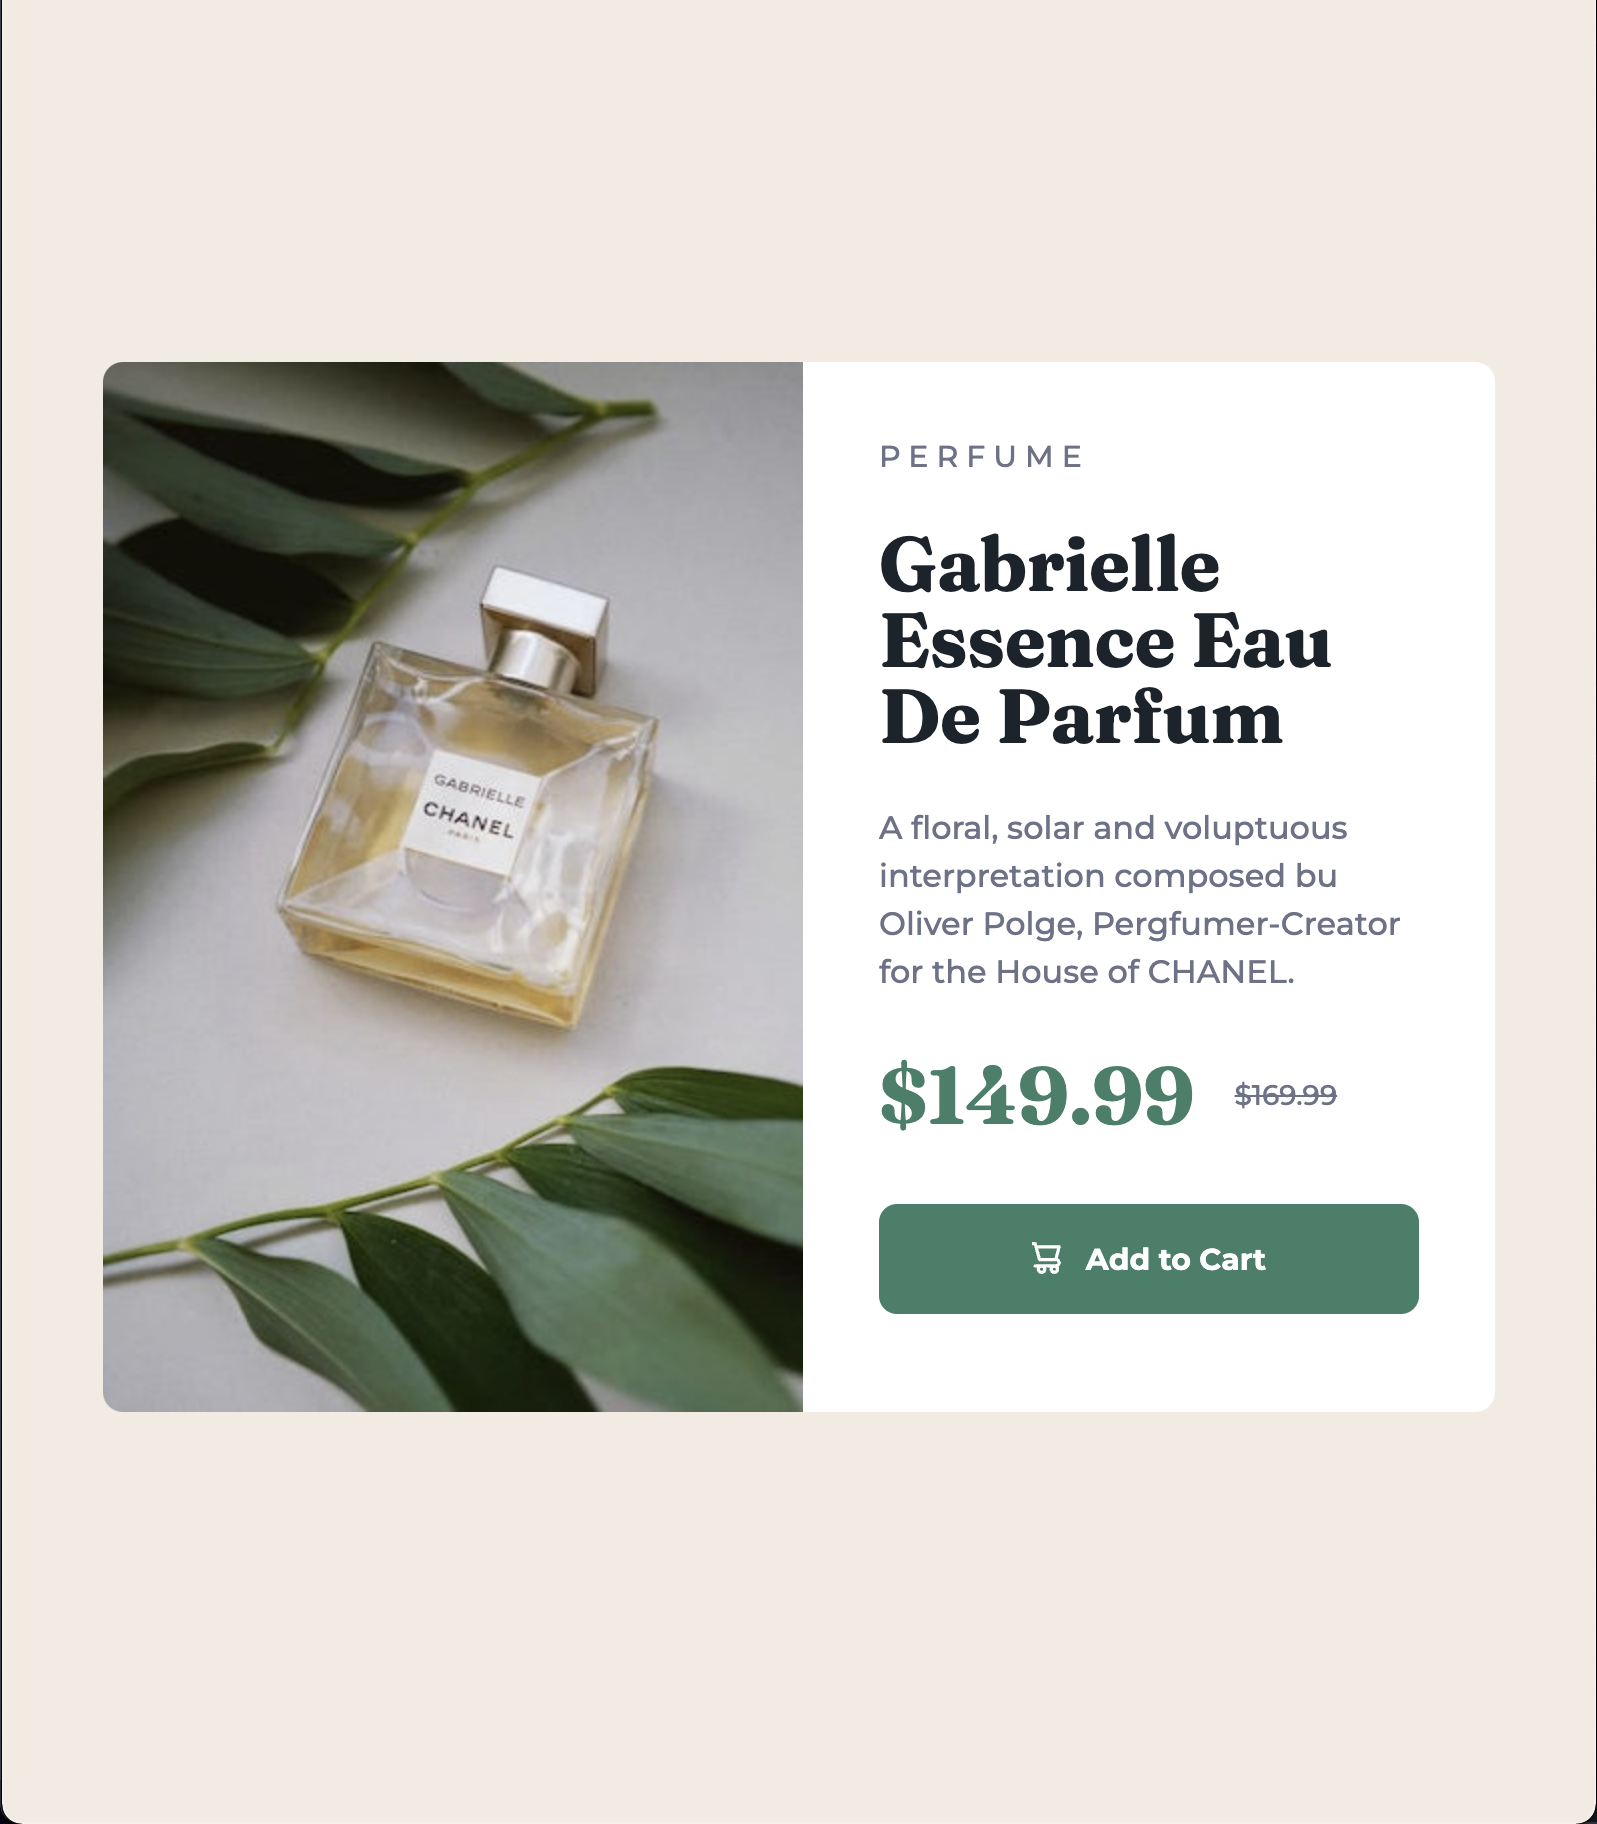 GABRIELLE
CHANEL
PARIS
PERFUME
Gabrielle
Essence Eau
De Parfum
A floral, solar and voluptuous
interpretation composed bu
Oliver Polge, Pergfumer-Creator
for the House of CHANEL.
$149.99 $169.99
Add to Cart